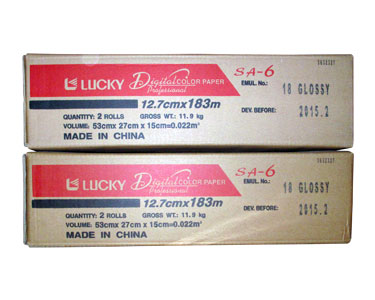 LUCKY Digital COLOR PAPER SA-6
Professional EMUL. No.: 18 GLOSSY
12.7cmx183m
QUANTITY: 2 ROLLS GROSS WT.: 11.9 kg DEV. BEFORE: 2015.2
VOLUME: 53cmx 27cm x 15cm=0.022m³
MADE IN CHINA
LUCKY Digital COLOR PAPER SA-6
Professional EMUL. No.: 18 GLOSSY
12.7cmx183m
QUANTITY: 2 ROLLS GROSS WT.: 11.9 kg DEV. BEFORE: 2015.2
VOLUME: 53cmx 27cm x 15cm=0.022m³
MADE IN CHINA